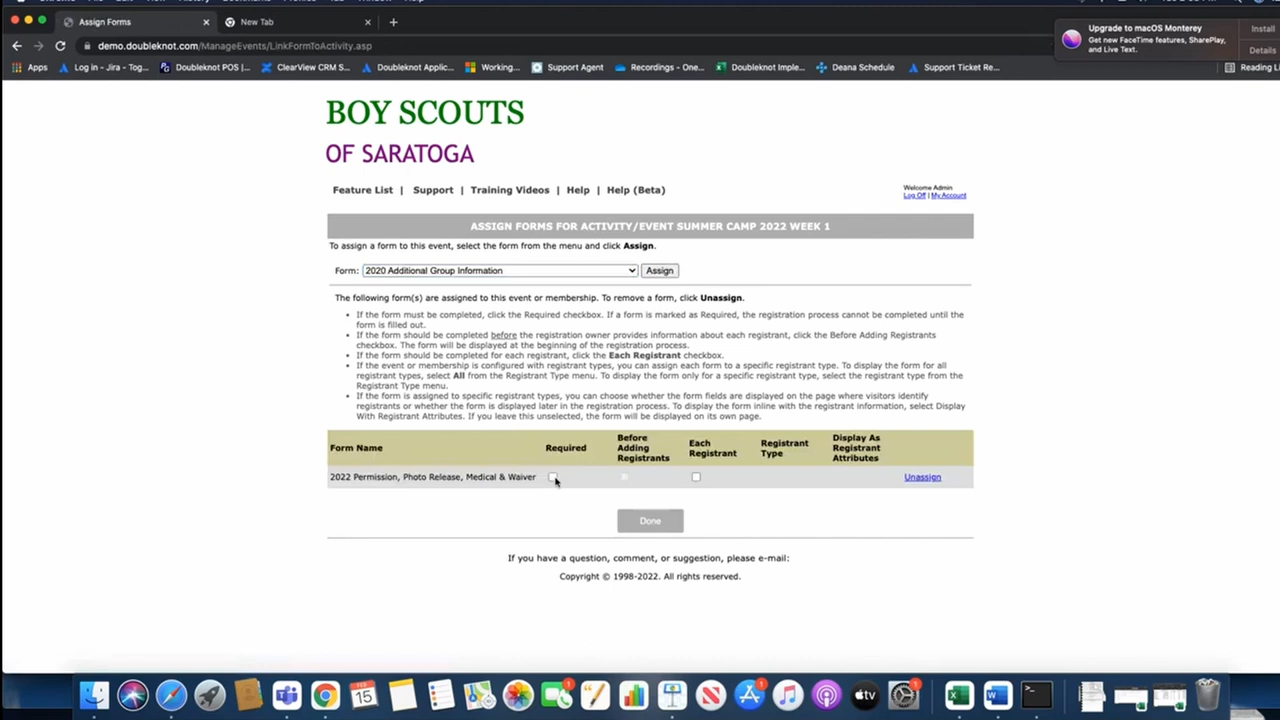 Assign Forms
New Tab
Upgrade to macOS Monterey
Install
Get new FaceTime features, SharePlay,
and Live Text.
Details
demo.doubleknot.com/ManageEvents/LinkFormToActivity.asp
Apps
Log in - Jira - Tog...
Doubleknot POS |...
ClearView CRM S...
Doubleknot Applic...
Working...
Support Agent
Recordings - One...
Doubleknot Imple...
Deana Schedule
Support Ticket Re...
Reading Li
BOY SCOUTS
OF SARATOGA
Feature List | Support | Training Videos | Help | Help (Beta)
Welcome Admin
Log Off | My Account
ASSIGN FORMS FOR ACTIVITY/EVENT SUMMER CAMP 2022 WEEK 1
To assign a form to this event, select the form from the menu and click Assign.
Form: 2020 Additional Group Information Assign
The following form(s) are assigned to this event or membership. To remove a form, click Unassign.
• If the form must be completed, click the Required checkbox. If a form is marked as Required, the registration process cannot be completed until the
form is filled out.
• If the form should be completed before the registration owner provides information about each registrant, click the Before Adding Registrants
checkbox. The form will be displayed at the beginning of the registration process.
• If the form should be completed for each registrant, click the Each Registrant checkbox.
• If the event or membership is configured with registrant types, you can assign each form to a specific registrant type. To display the form for all
registrant types, select All from the Registrant Type menu. To display the form only for a specific registrant type, select the registrant type from the
Registrant Type menu.
• If the form is assigned to specific registrant types, you can choose whether the form fields are displayed on the page where visitors identify
registrants or whether the form is displayed later in the registration process. To display the form inline with the registrant information, select Display
With Registrant Attributes. If you leave this unselected, the form will be displayed on its own page.
Form Name
Required
Before
Adding
Registrants
Each
Registrant
Registrant
Type
Display As
Registrant
Attributes
2022 Permission, Photo Release, Medical & Waiver
Unassign
Done
If you have a question, comment, or suggestion, please e-mail:
Copyright © 1998-2022. All rights reserved.
FEB
15
1
1
1